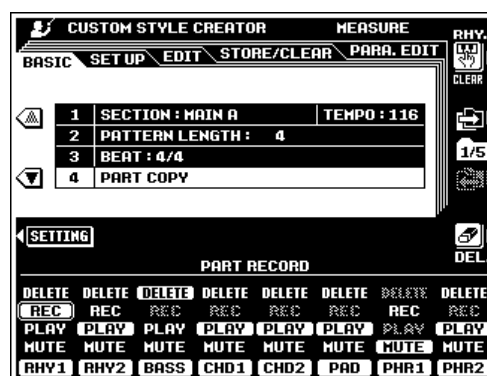 CUSTOM STYLE CREATOR MEASURE RHY.
BASIC SET UP EDIT STORE/CLEAR PARA. EDIT
CLEAR
1 SECTION : MAIN A TEMPO : 116
2 PATTERN LENGTH : 4
3 BEAT : 4/4
1/5
4 PART COPY
SETTING
DEL.
PART RECORD
DELETE DELETE DELETE DELETE DELETE DELETE DELETE DELETE
REC REC REC REC REC REC REC REC
PLAY PLAY PLAY PLAY PLAY PLAY PLAY PLAY
MUTE MUTE MUTE MUTE MUTE MUTE MUTE MUTE
RHY1 RHY2 BASS CHD1 CHD2 PAD PHR1 PHR2